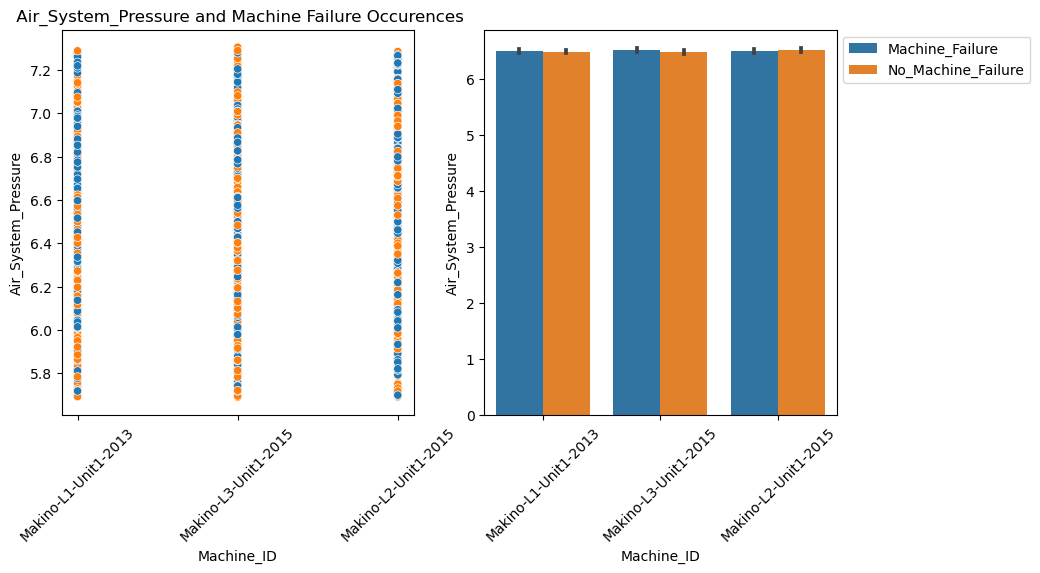 Air_System_Pressure and Machine Failure Occurences
Air_System_Pressure
7.2
7.0
6.8
6.6
6.4
6.2
6.0
5.8
Makino-L1-Unit1-2013
Makino-L3-Unit1-2015
Makino-L2-Unit1-2015
Machine_ID
Air_System_Pressure
6
5
4
3
2
1
0
Makino-L1-Unit1-2013
Makino-L3-Unit1-2015
Makino-L2-Unit1-2015
Machine_ID
Machine_Failure
No_Machine_Failure